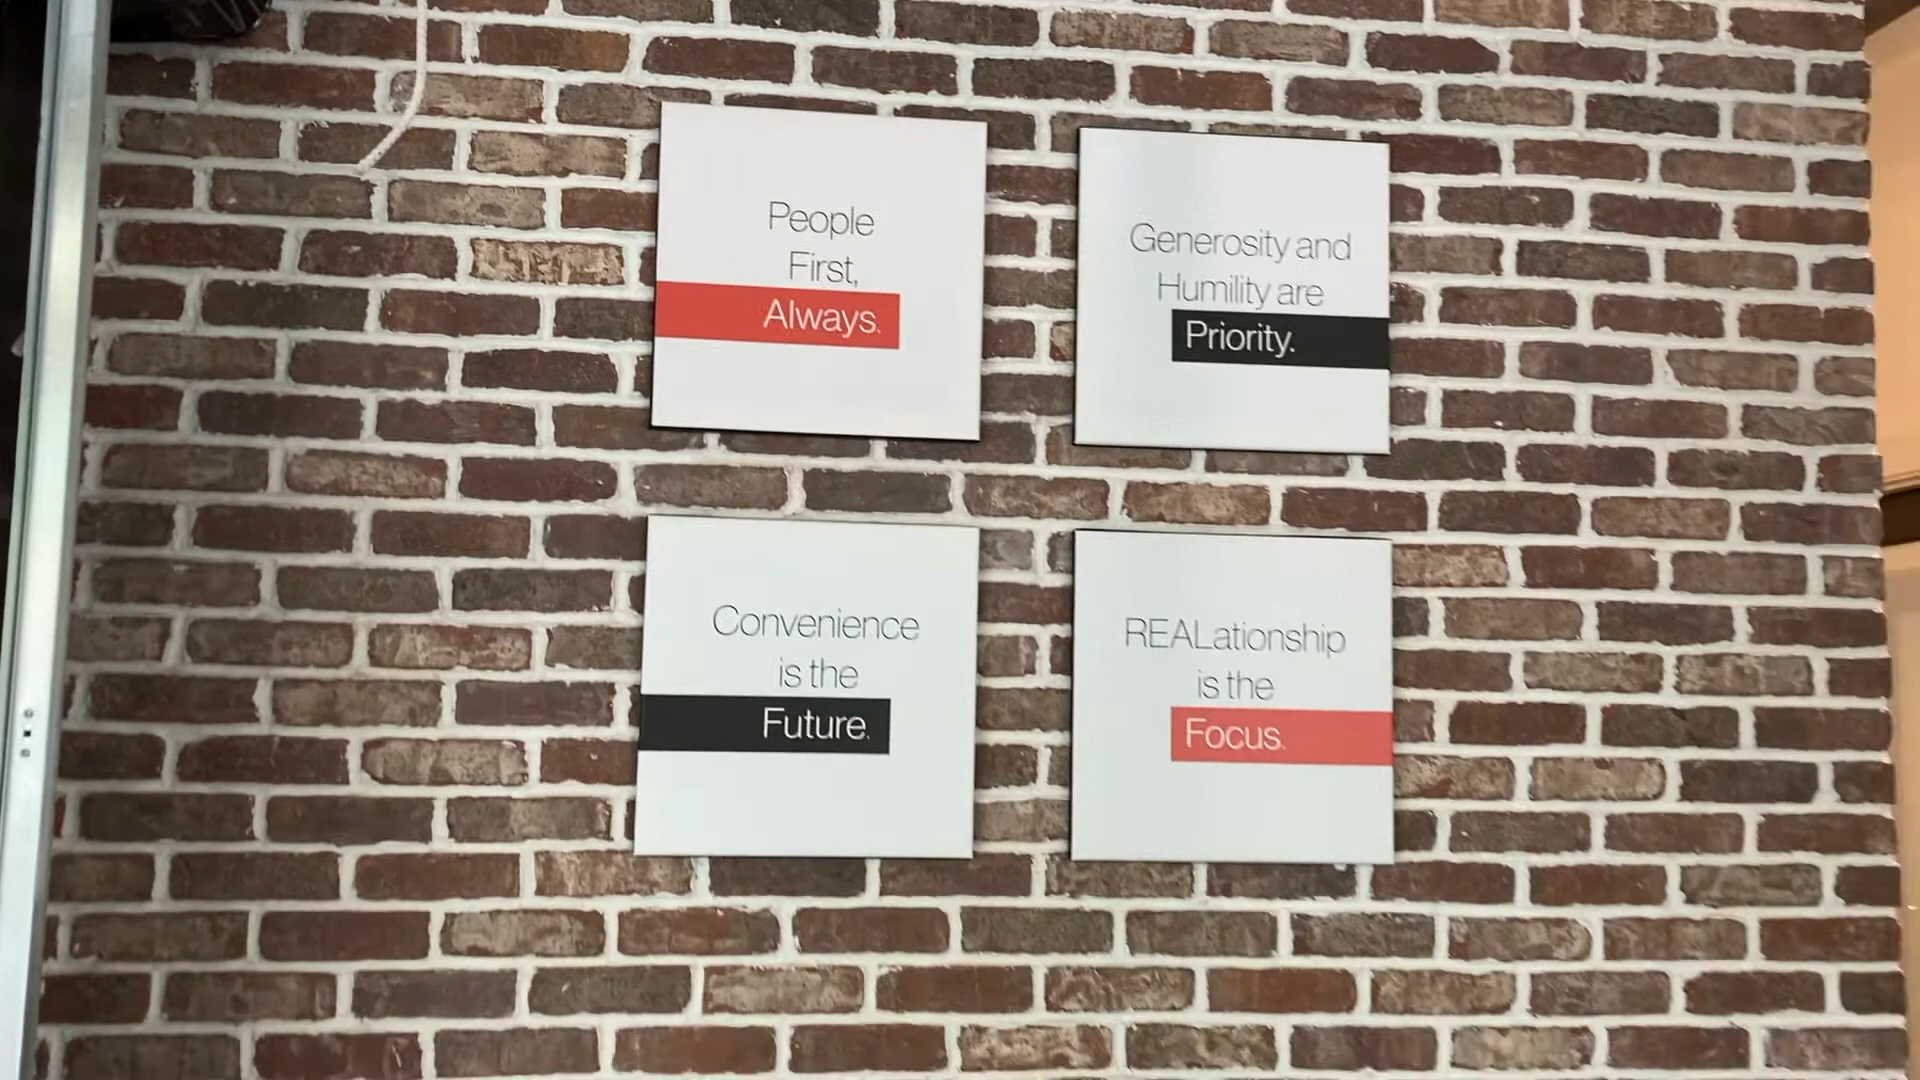 People
First,
Always.
Generosity and
Humility are
Priority.
Convenience
is the
Future.
REALationship
is the
Focus.